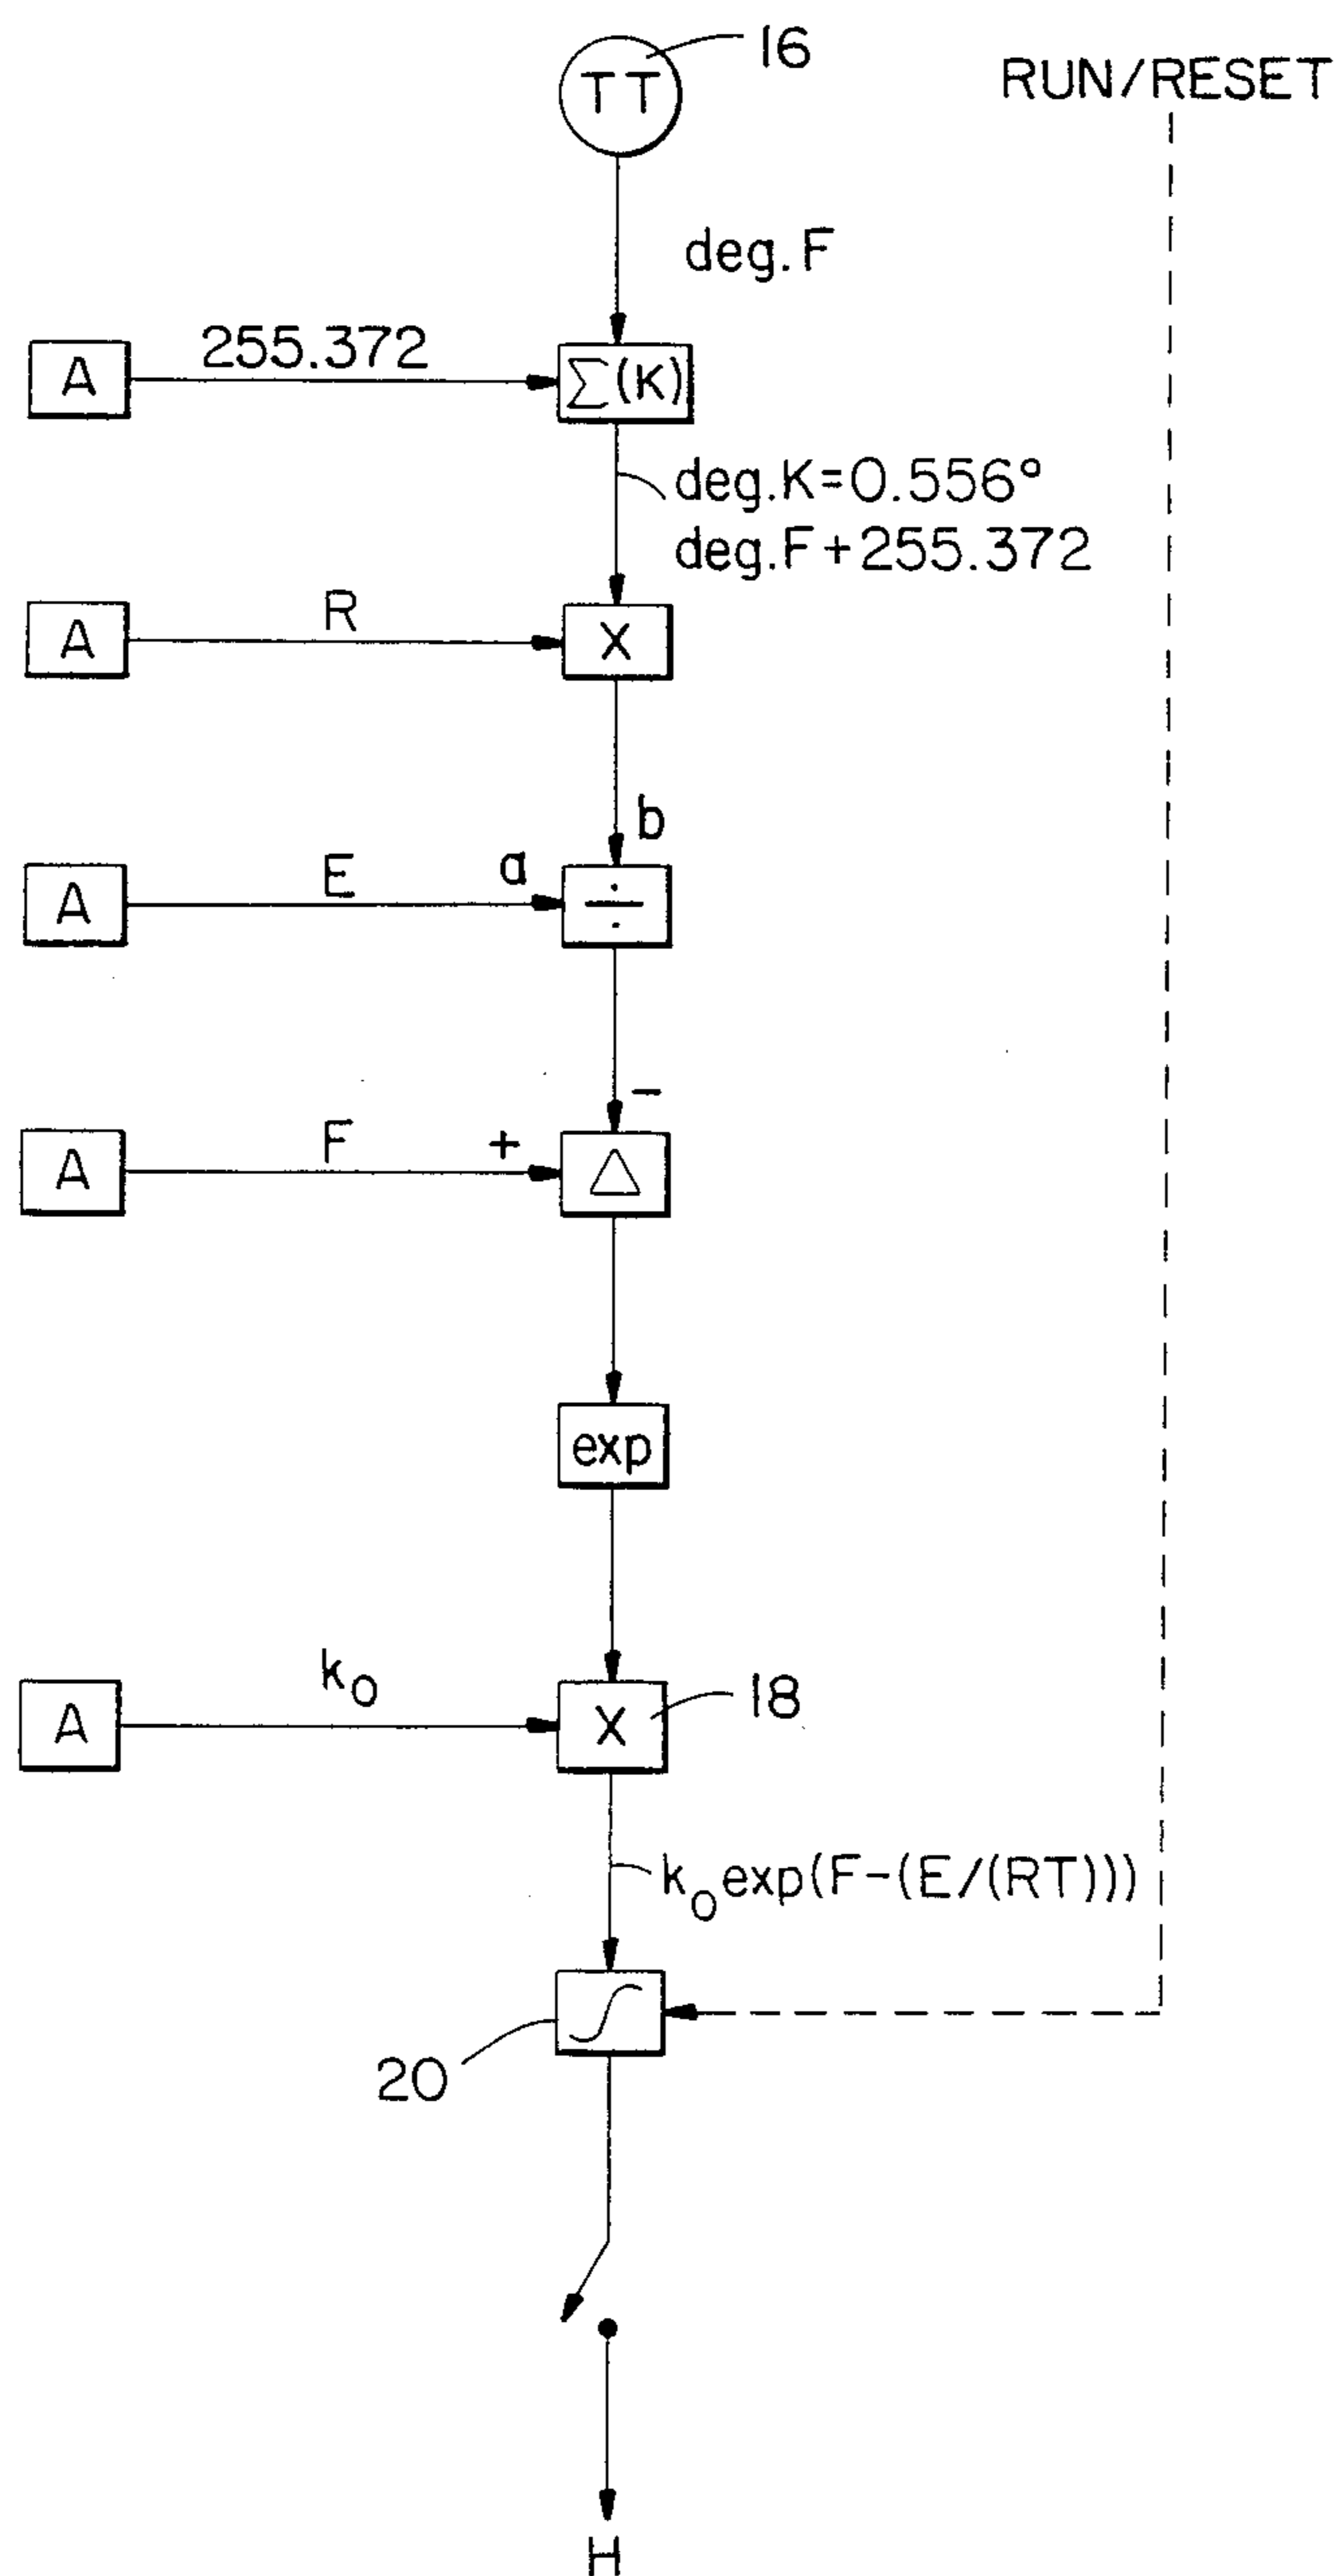 16
TT
RUN/RESET
deg.F
A
255.372
∑(K)
deg.K=0.556°
deg.F+255.372
A
R
X
b
A
E
a
÷
-
A
F
+
△
exp
A
k₀
X
18
k₀exp(F-(E/(RT)))
∫
20
H